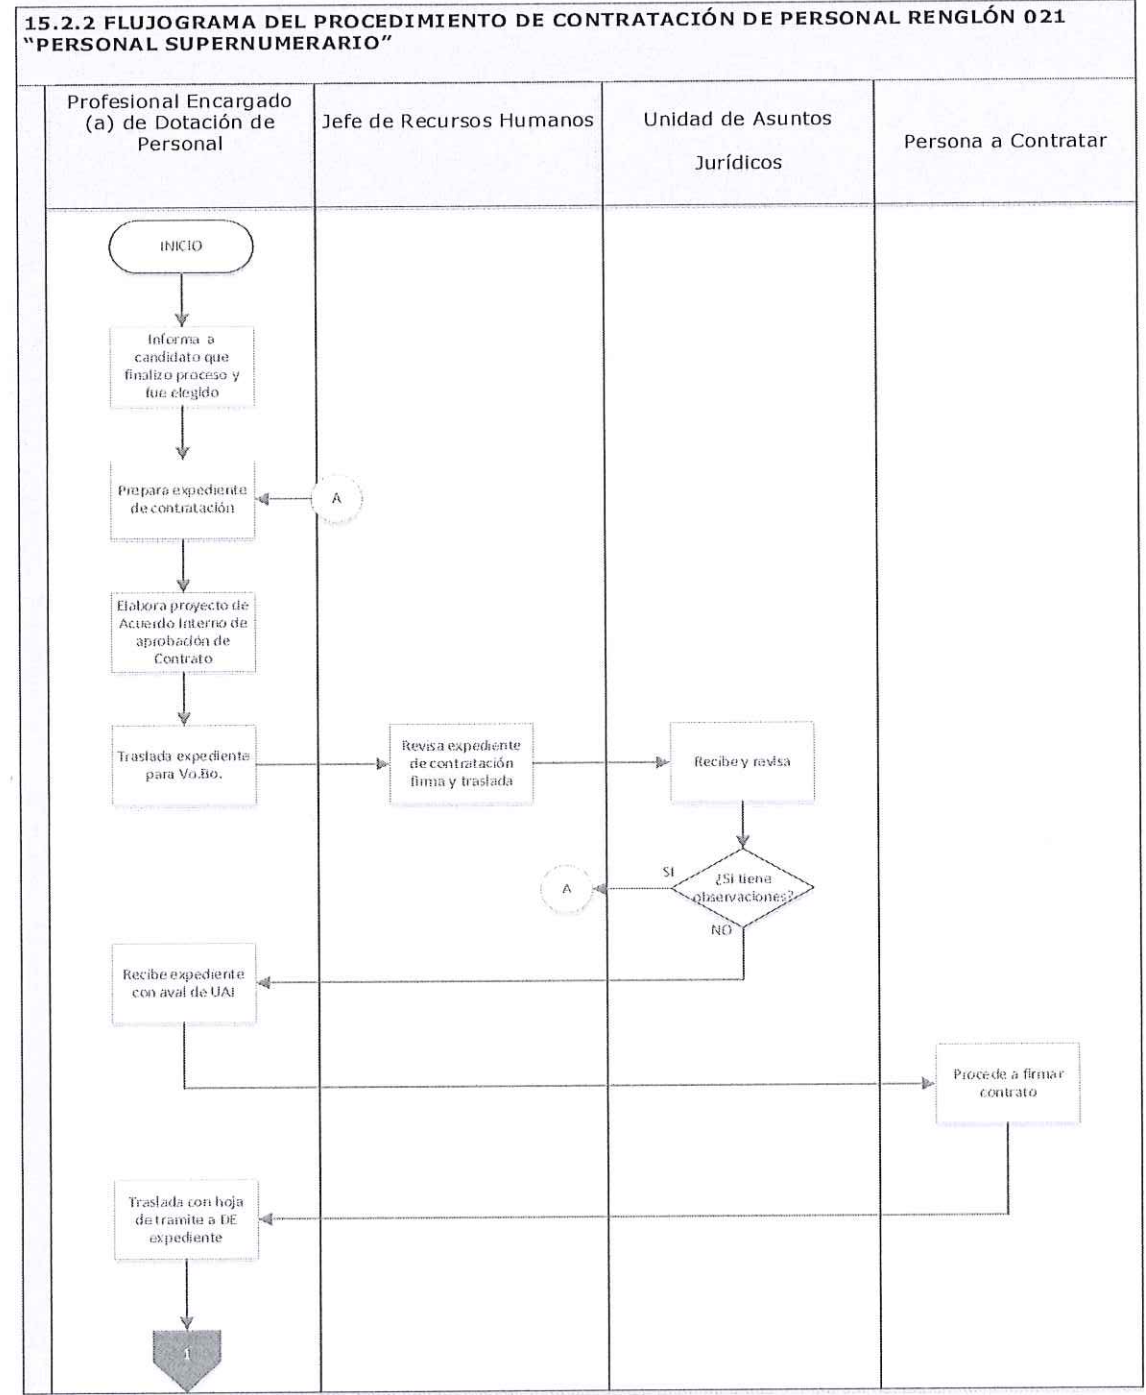 15.2.2 FLUJOGRAMA DEL PROCEDIMIENTO DE CONTRATACIÓN DE PERSONAL RENGLÓN 021
“PERSONAL SUPERNUMERARIO”
Profesional Encargado
(a) de Dotación de
Personal
Jefe de Recursos Humanos
Unidad de Asuntos
Jurídicos
Persona a Contratar
INICIO
Informa a
candidato que
finalizo proceso y
fue elegido
Prepara expediente
de contratación
A
Elabora proyecto de
Acuerdo Interno de
aprobación de
Contrato
Traslada expediente
para Vo.Bo.
Revisa expediente
de contratación
firma y traslada
Recibe y revisa
¿Si tiene
observaciones?
SI
A
NO
Recibe expediente
con aval de UAJ
Procede a firmar
contrato
Traslada con hoja
de tramite a DE
expediente
1